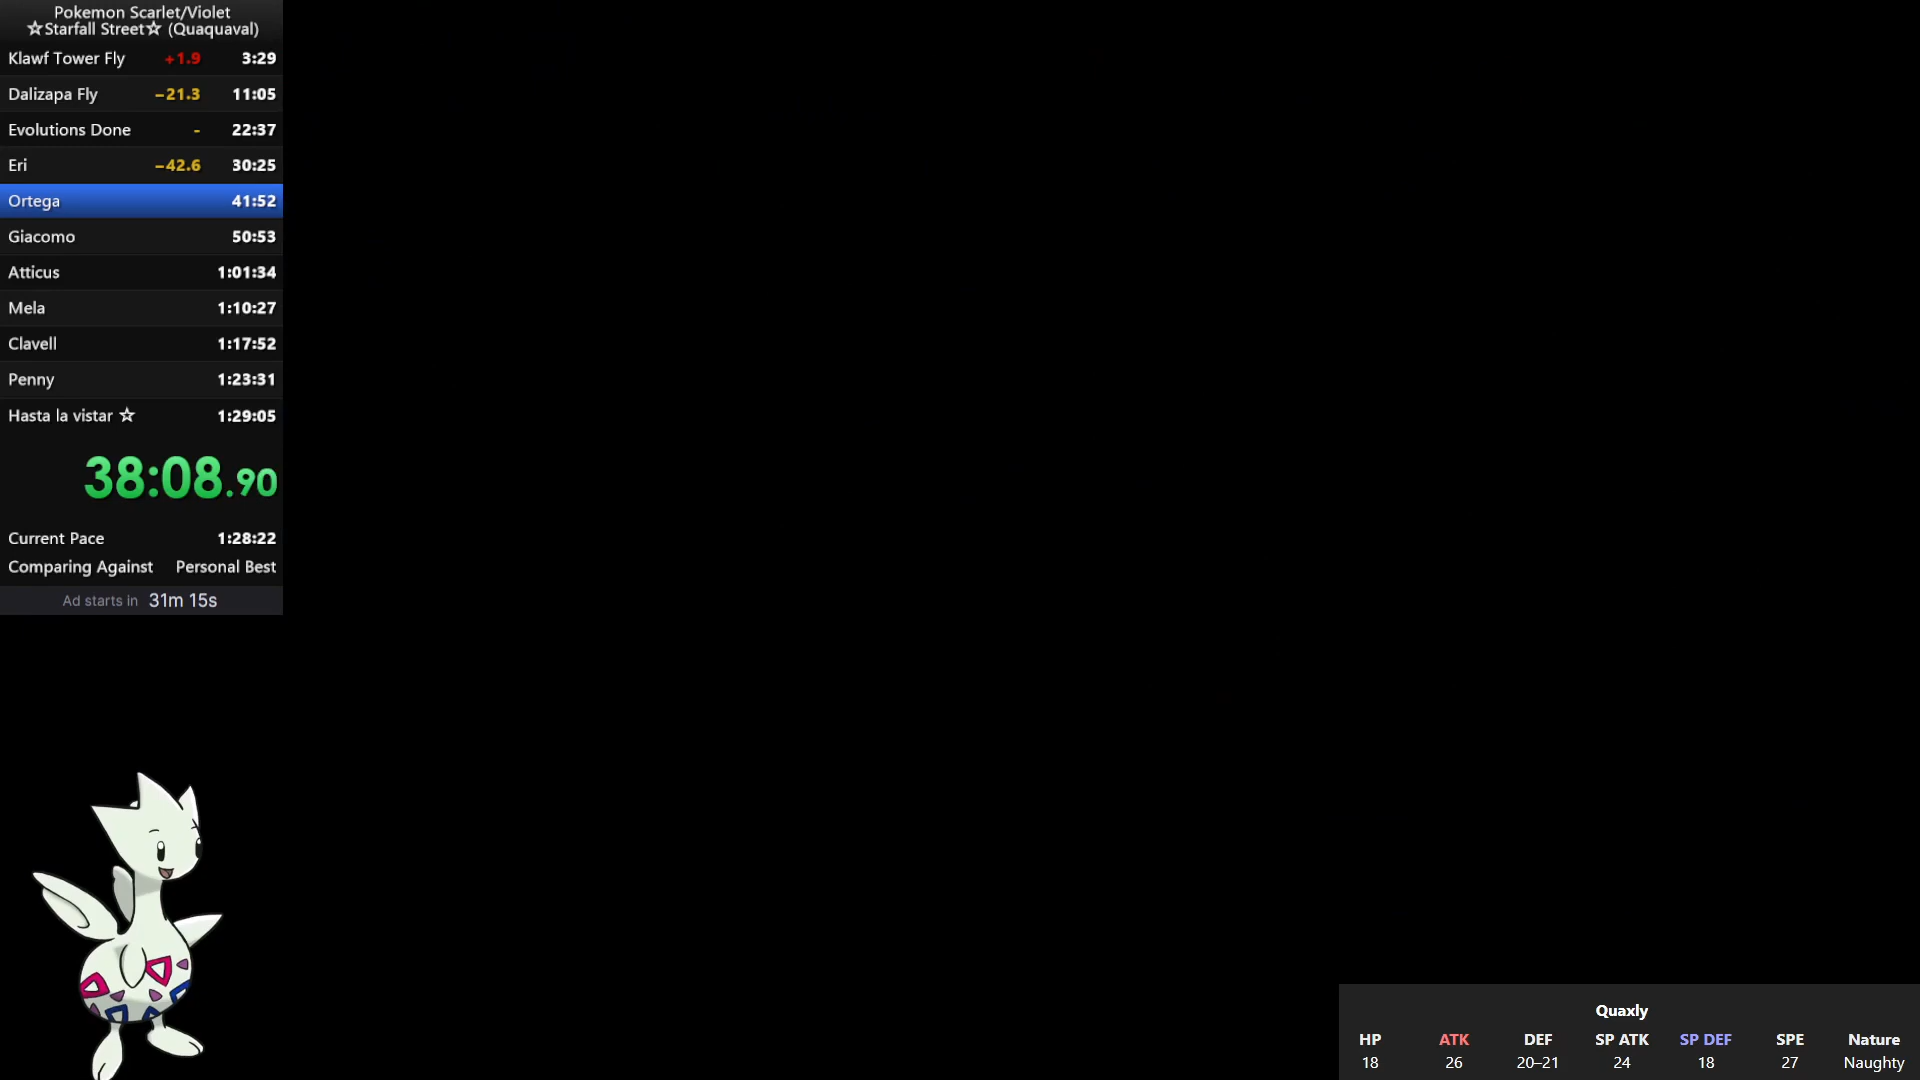 Pokemon Scarlet/Violet
☆Starfall Street☆ (Quaquaval)
Klawf Tower Fly +1.9 3:29
Dalizapa Fly −21.3 11:05
Evolutions Done - 22:37
Eri −42.6 30:25
Ortega 41:52
Giacomo 50:53
Atticus 1:01:34
Mela 1:10:27
Clavell 1:17:52
Penny 1:23:31
Hasta la vistar ☆ 1:29:05
38:08.90
Current Pace 1:28:22
Comparing Against Personal Best
Ad starts in 31m 15s
Quaxly
HP ATK DEF SP ATK SP DEF SPE Nature
18 26 20–21 24 18 27 Naughty